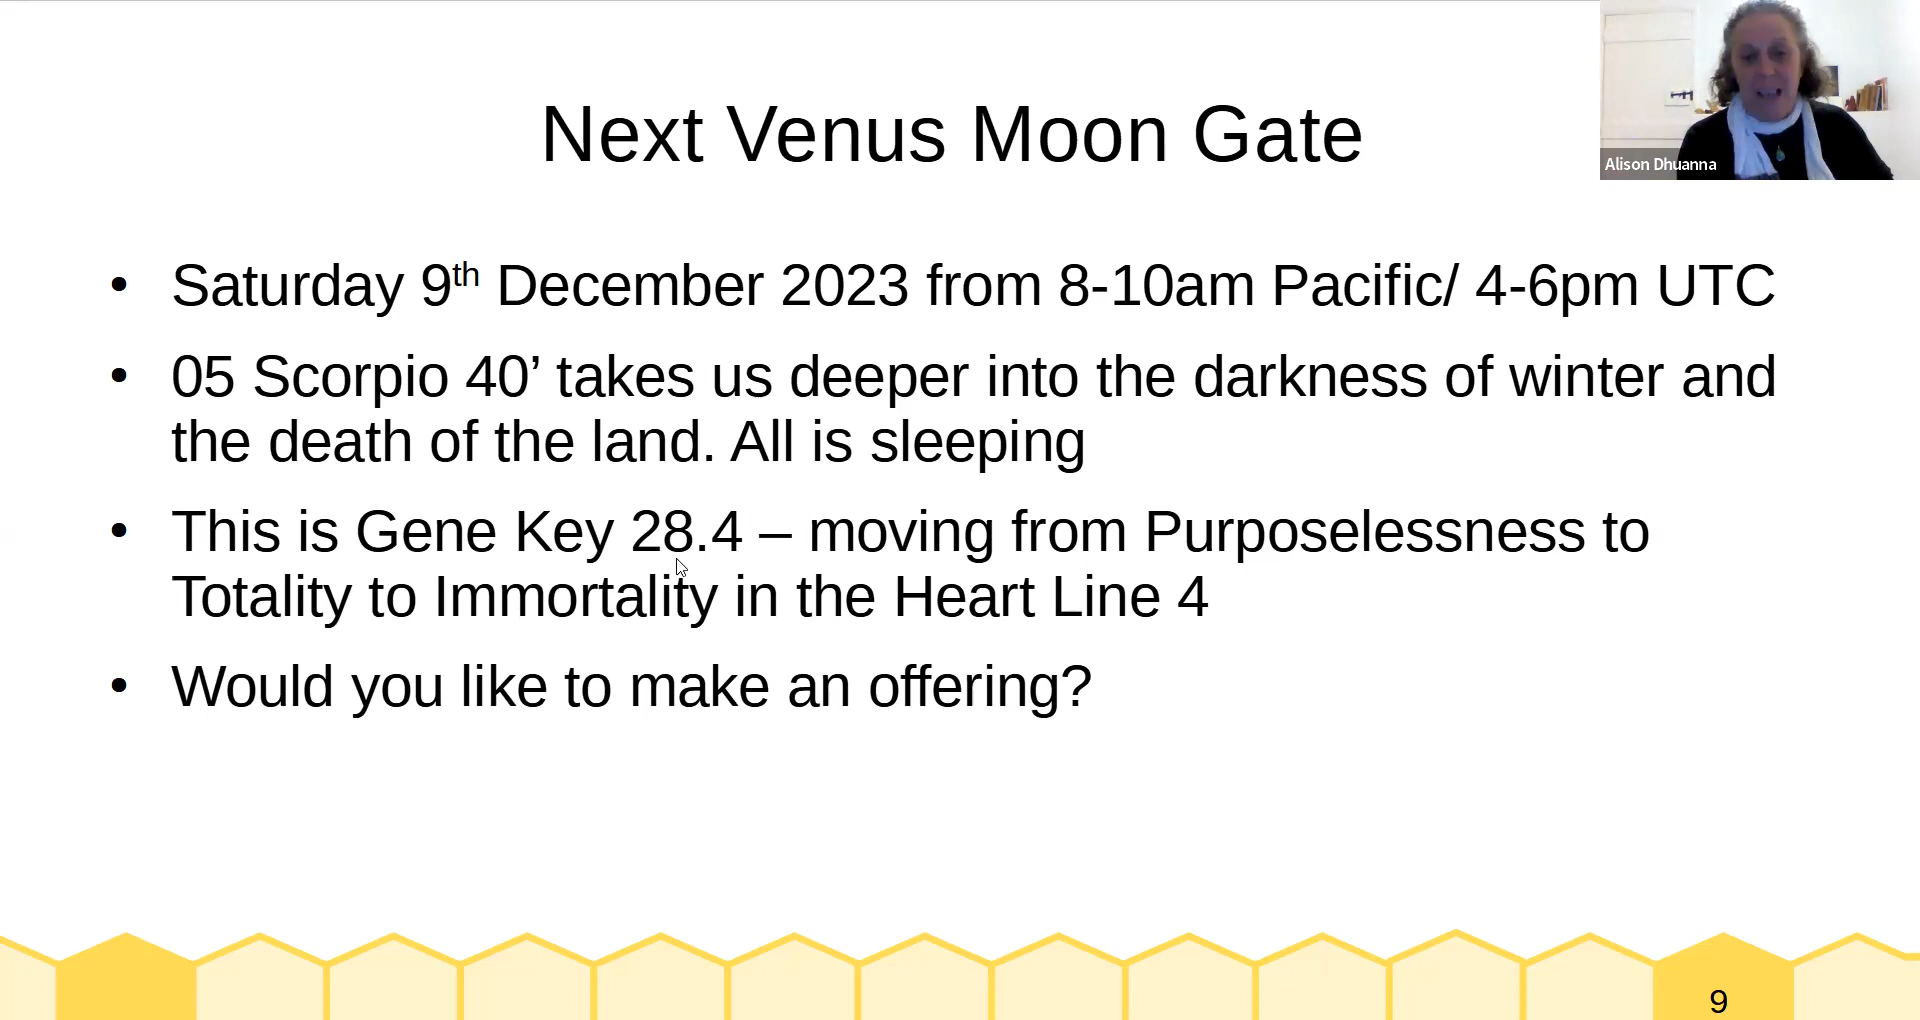 Next Venus Moon Gate
Alison Dhuanna
• Saturday 9th December 2023 from 8-10am Pacific/ 4-6pm UTC
• 05 Scorpio 40’ takes us deeper into the darkness of winter and
the death of the land. All is sleeping
• This is Gene Key 28.4 – moving from Purposelessness to
Totality to Immortality in the Heart Line 4
• Would you like to make an offering?
9